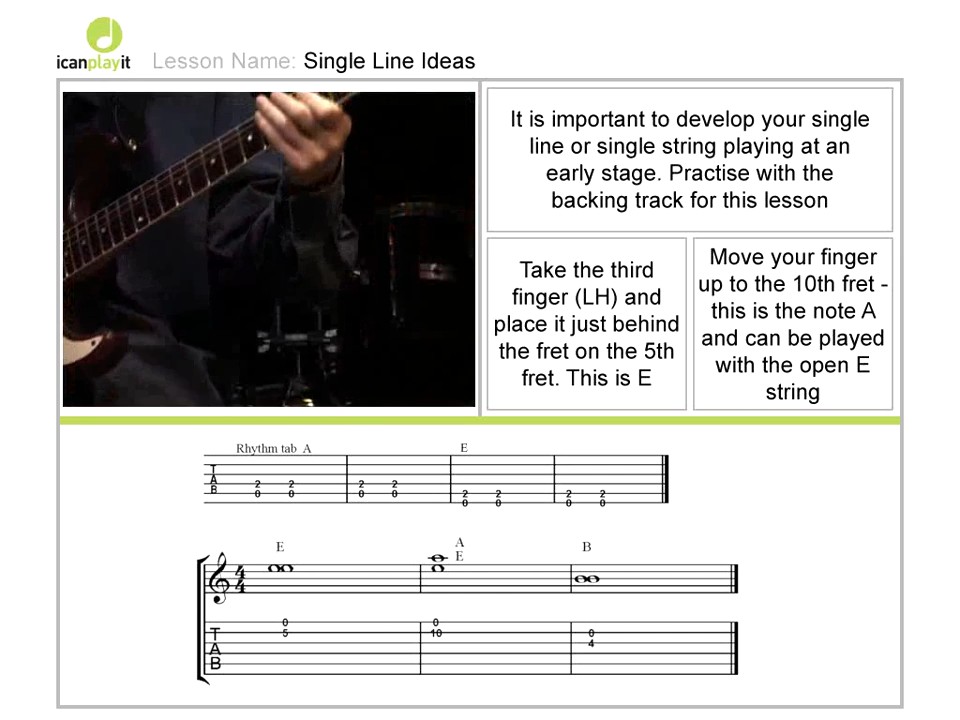 icanplayit
Lesson Name: Single Line Ideas
It is important to develop your single
line or single string playing at an
early stage. Practise with the
backing track for this lesson
Take the third
finger (LH) and
place it just behind
the fret on the 5th
fret. This is E
Move your finger
up to the 10th fret -
this is the note A
and can be played
with the open E
string
Rhythm tab A E
T
A
B
2 2 2 2
0 0 0 0
2 2 2 2
0 0 0 0
E A B
E
4
4
T
A
B
0 0
5 10 0
4